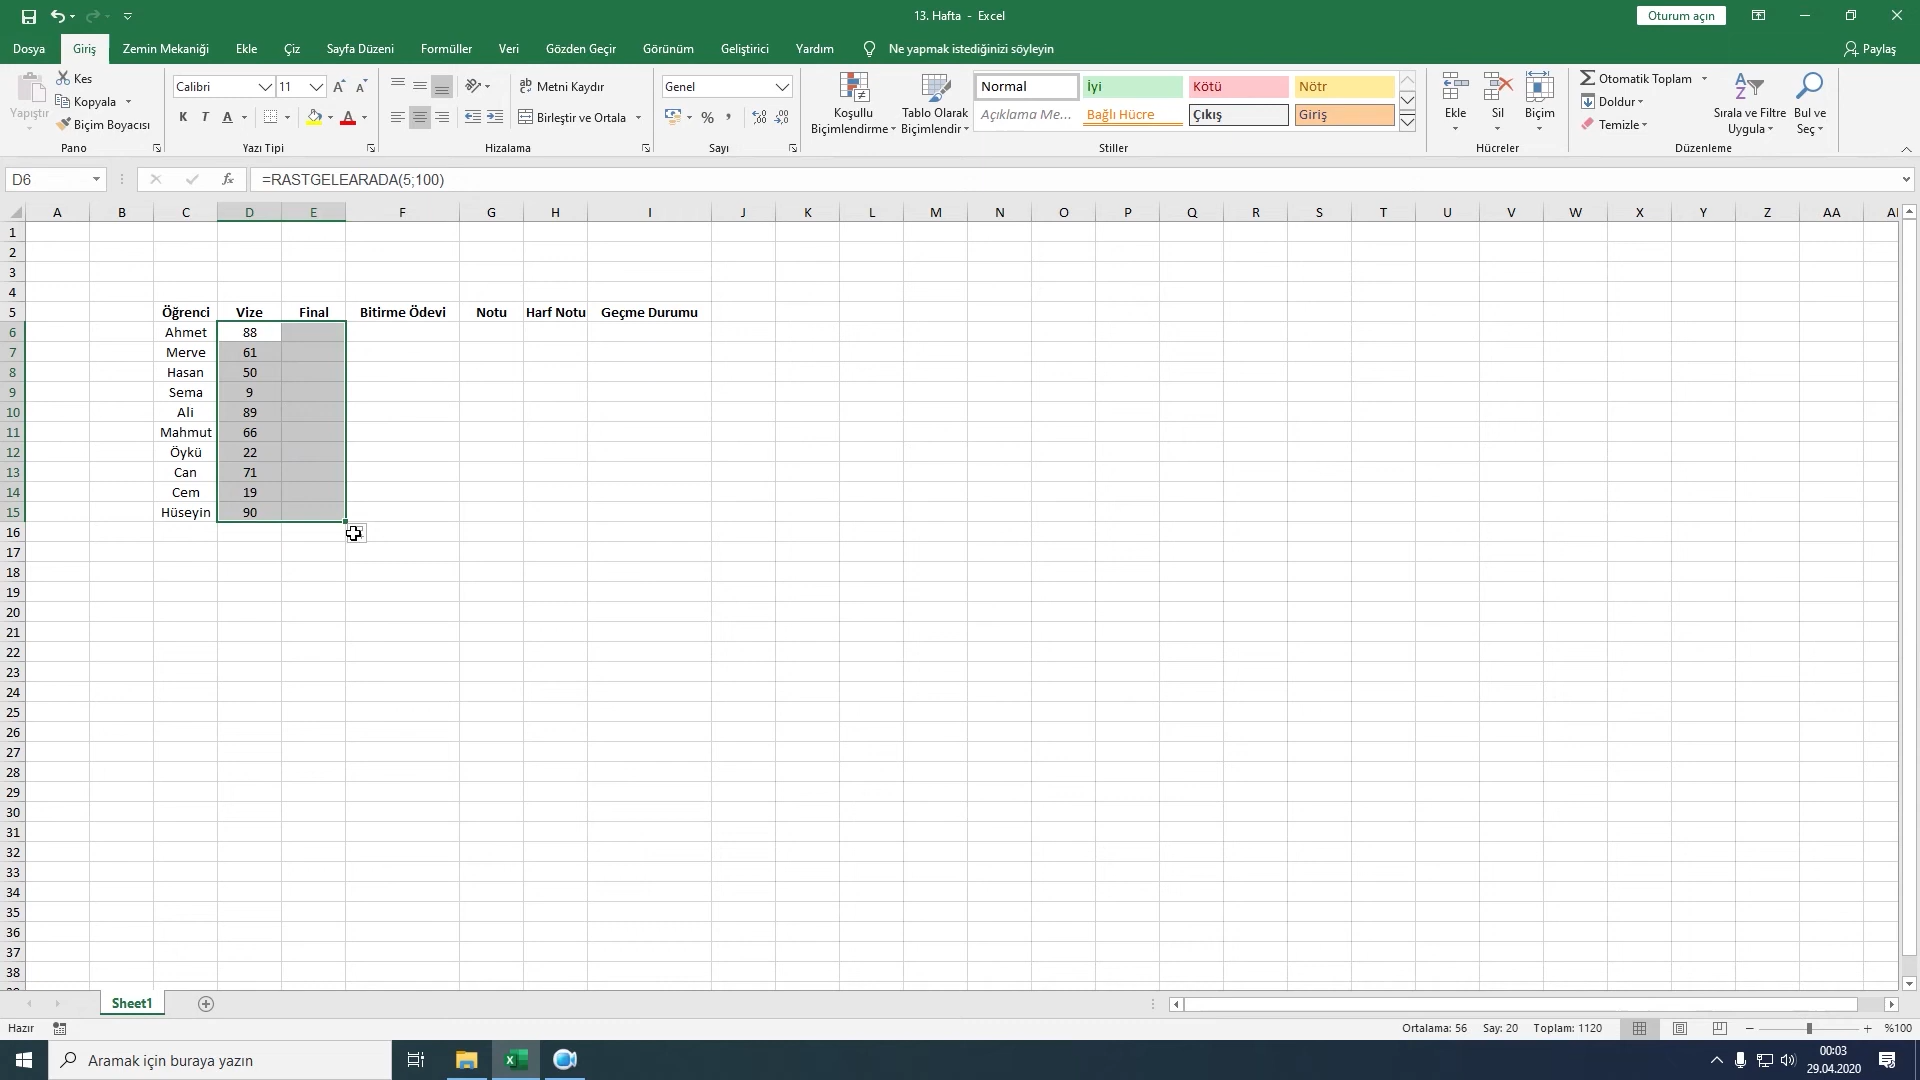 13. Hafta - Excel
Oturum açın
Dosya Giriş Zemin Mekaniği Ekle Çiz Sayfa Düzeni Formüller Veri Gözden Geçir Görünüm Geliştirici Yardım Ne yapmak istediğinizi söyleyin Paylaş
Yapıştır
Kes
Kopyala
Biçim Boyacısı
Pano
Calibri 11
K T A
Yazı Tipi
Metni Kaydır
Birleştir ve Ortala
Hizalama
Genel
Sayı
Koşullu Biçimlendirme
Tablo Olarak Biçimlendir
Normal İyi Kötü Nötr
Açıklama Me... Bağlı Hücre Çıkış Giriş
Stiller
Ekle Sil Biçim
Hücreler
Otomatik Toplam
Doldur
Temizle
Sırala ve Filtre Uygula
Bul ve Seç
Düzenleme
D6 fx =RASTGELEARADA(5;100)
A B C D E F G H I J K L M N O P Q R S T U V W X Y Z AA
1
2
3
4
5 Öğrenci Vize Final Bitirme Ödevi Notu Harf Notu Geçme Durumu
6 Ahmet 88
7 Merve 61
8 Hasan 50
9 Sema 9
10 Ali 89
11 Mahmut 66
12 Öykü 22
13 Can 71
14 Cem 19
15 Hüseyin 90
16
17
18
19
20
21
22
23
24
25
26
27
28
29
30
31
32
33
34
35
36
37
38
Sheet1
Hazır Ortalama: 56 Say: 20 Toplam: 1120 %100
Aramak için buraya yazın
00:03
29.04.2020